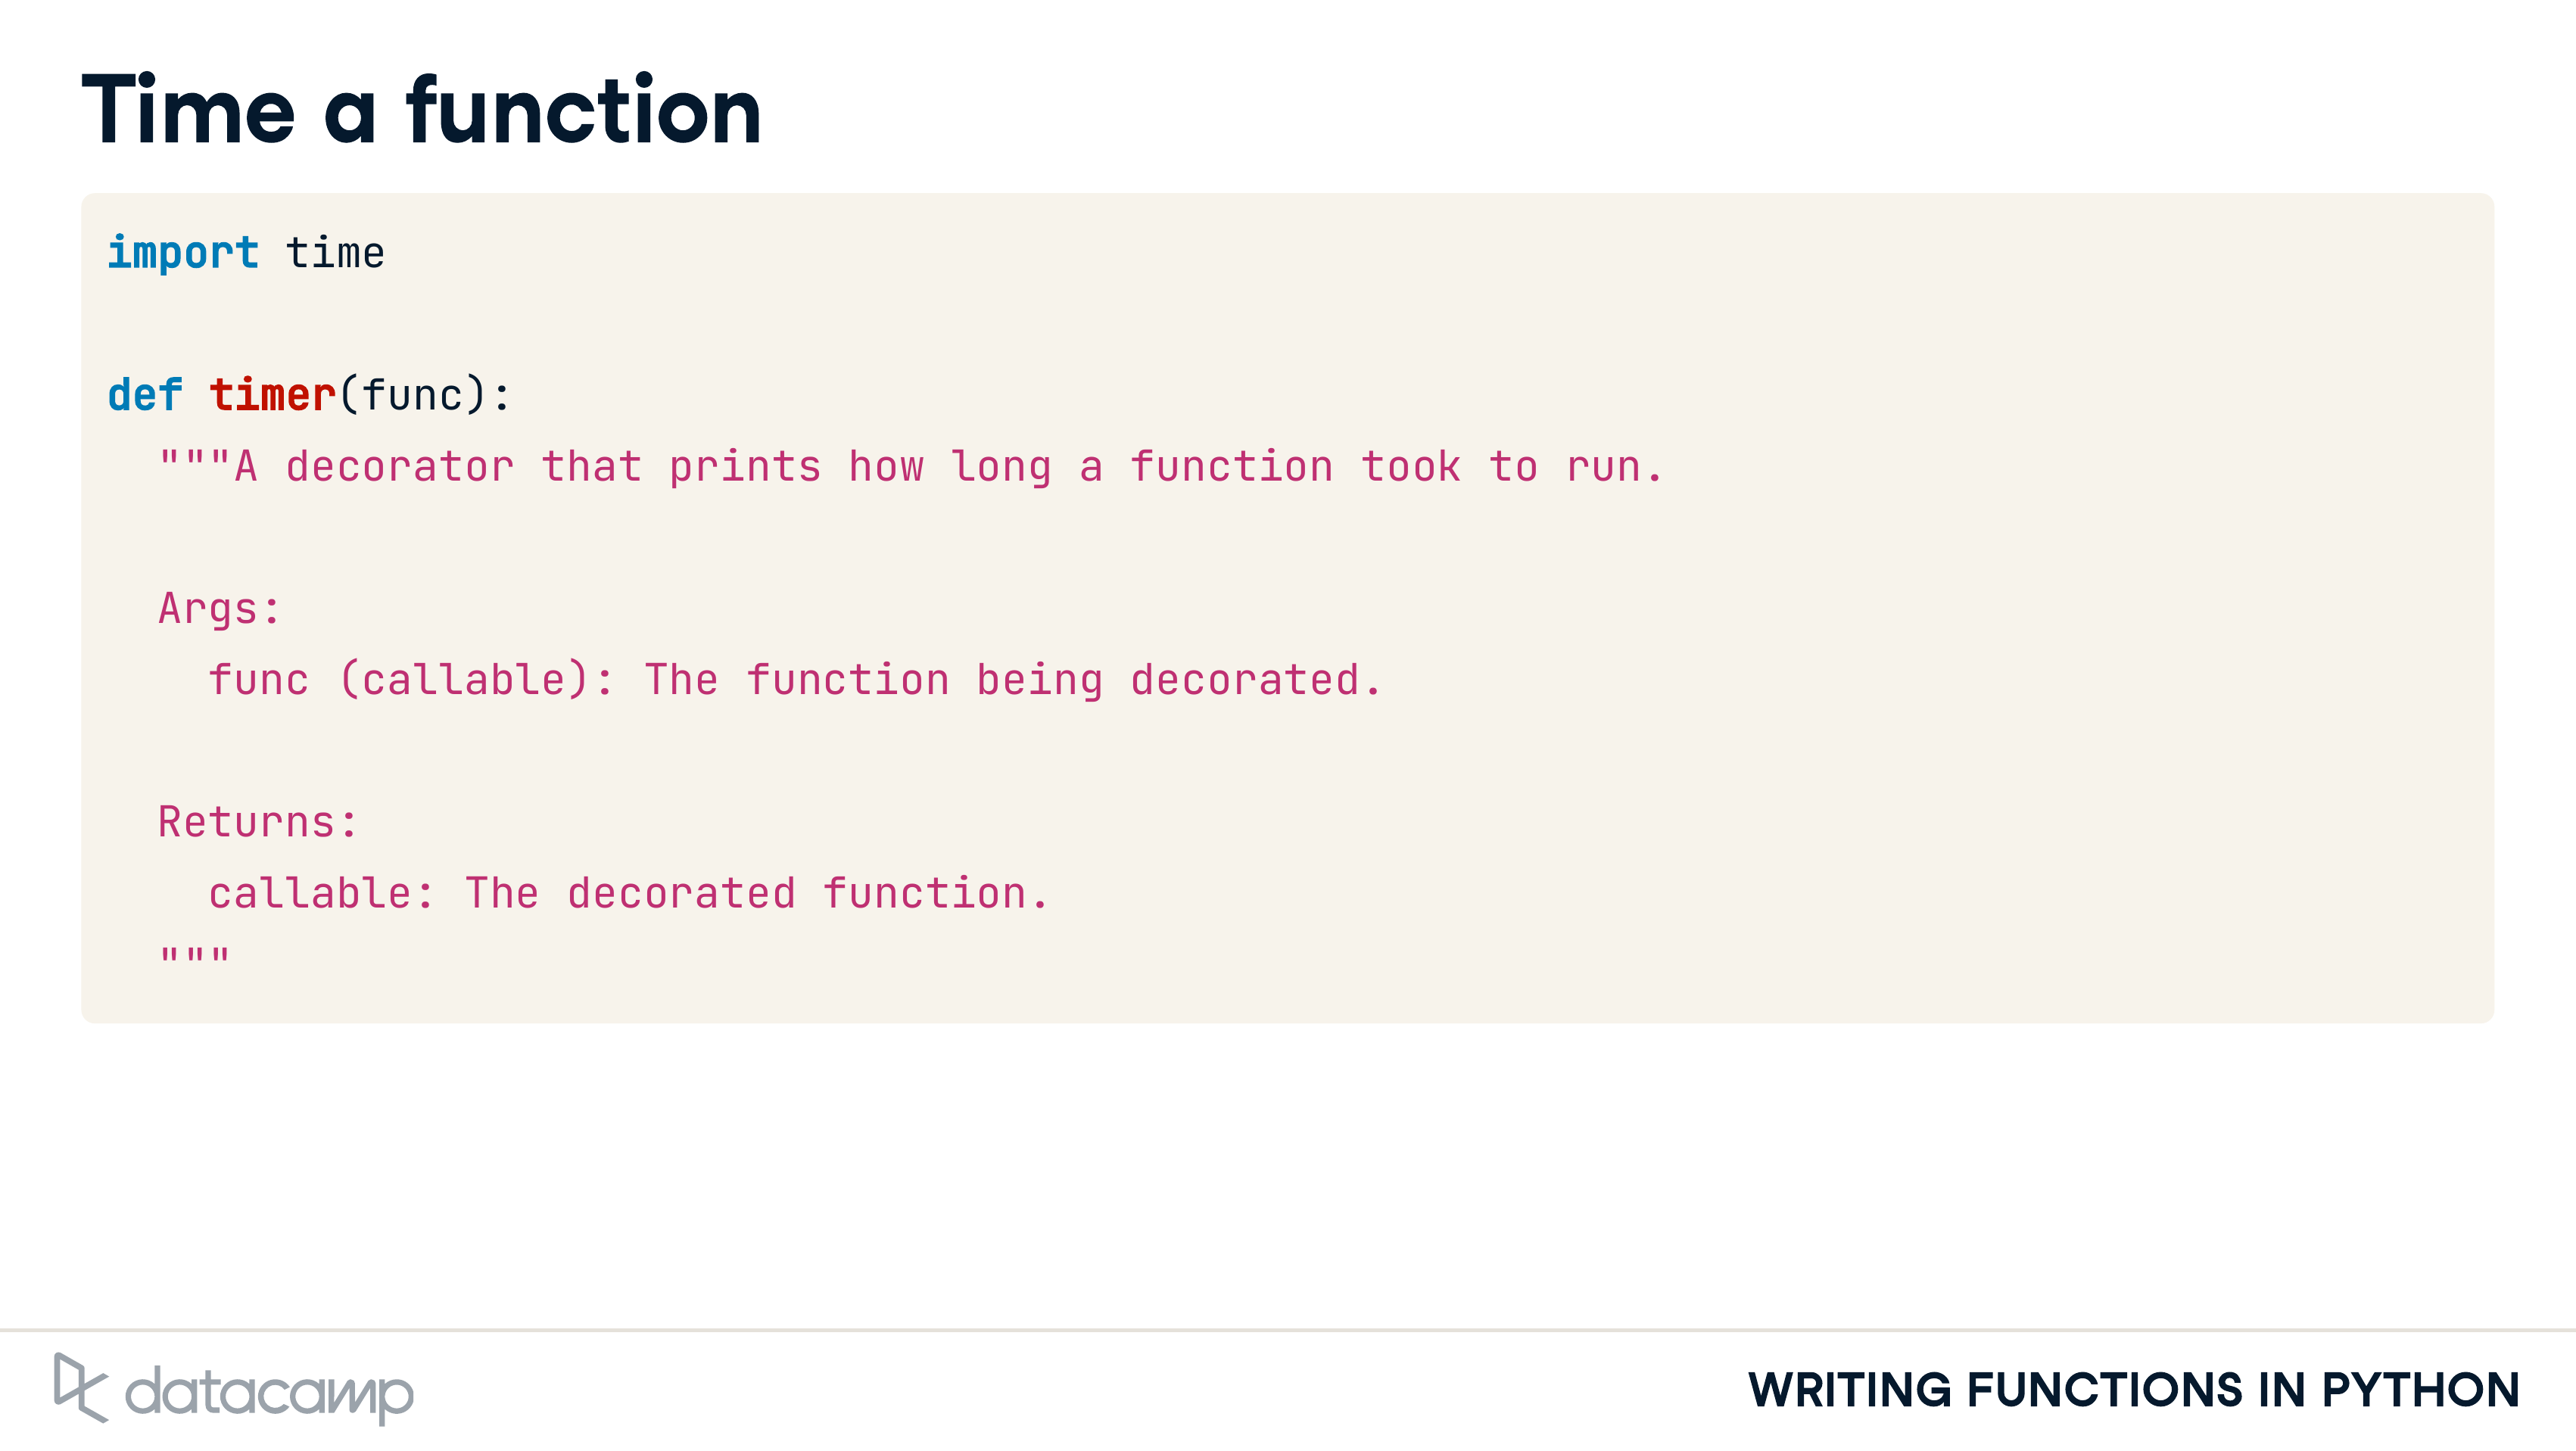 Time a function
import time
def timer(func):
"""A decorator that prints how long a function took to run.
Args:
func (callable): The function being decorated.
Returns:
callable: The decorated function.
"""
datacamp
WRITING FUNCTIONS IN PYTHON